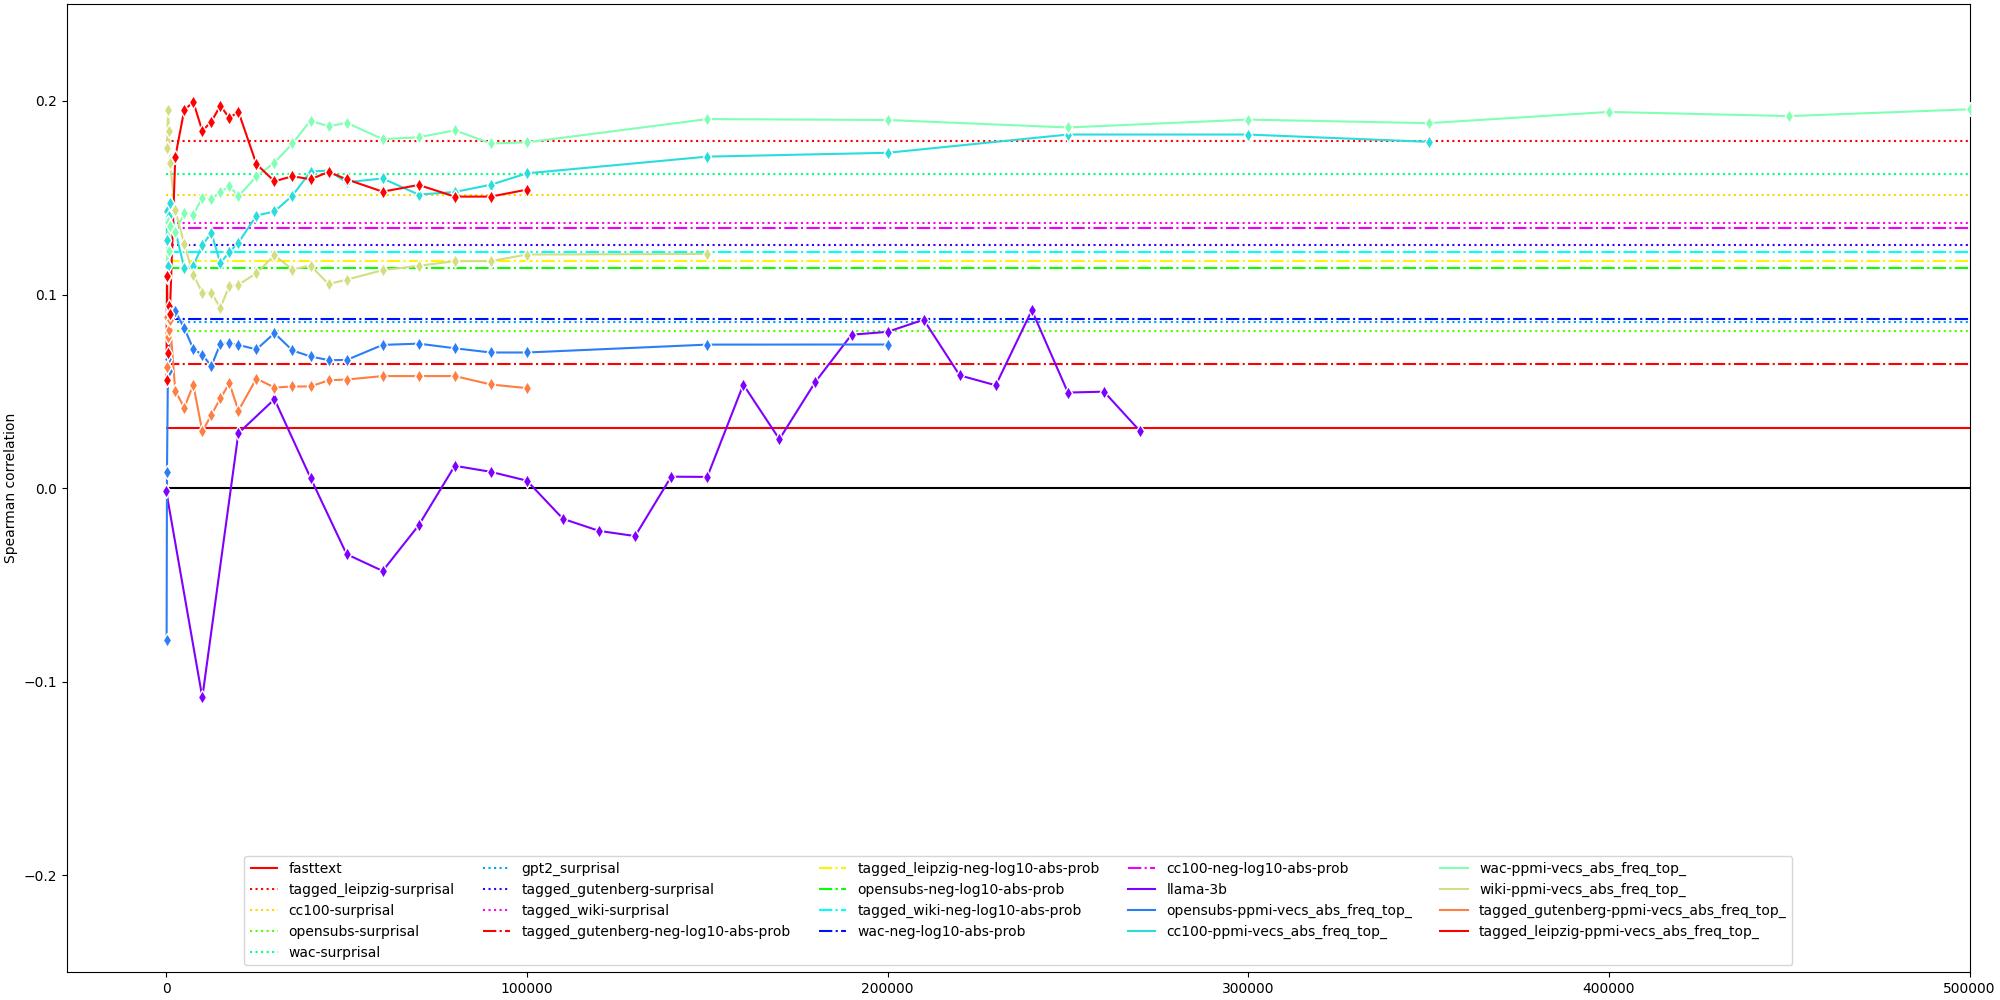 0.2
0.1
0.0
−0.1
−0.2
Spearman correlation
fasttext
tagged_leipzig-surprisal
cc100-surprisal
opensubs-surprisal
wac-surprisal
gpt2_surprisal
tagged_gutenberg-surprisal
tagged_wiki-surprisal
tagged_gutenberg-neg-log10-abs-prob
tagged_leipzig-neg-log10-abs-prob
opensubs-neg-log10-abs-prob
tagged_wiki-neg-log10-abs-prob
wac-neg-log10-abs-prob
cc100-neg-log10-abs-prob
llama-3b
opensubs-ppmi-vecs_abs_freq_top_
cc100-ppmi-vecs_abs_freq_top_
wac-ppmi-vecs_abs_freq_top_
wiki-ppmi-vecs_abs_freq_top_
tagged_gutenberg-ppmi-vecs_abs_freq_top_
tagged_leipzig-ppmi-vecs_abs_freq_top_
0 100000 200000 300000 400000 500000